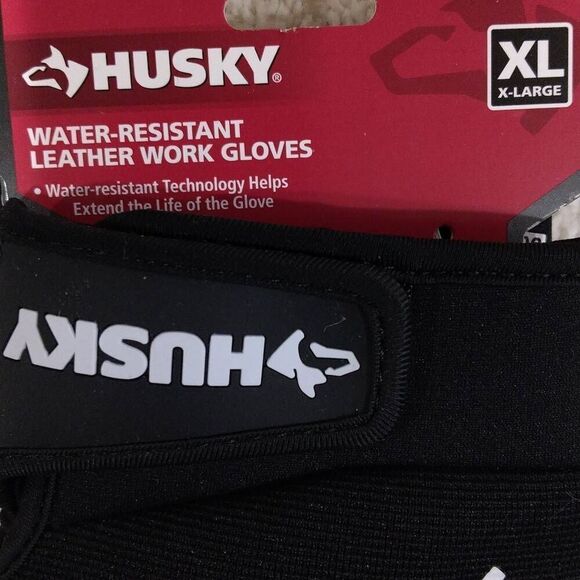 HUSKY®
XL
X-LARGE
WATER-RESISTANT
LEATHER WORK GLOVES
• Water-resistant Technology Helps
Extend the Life of the Glove
HUSKY